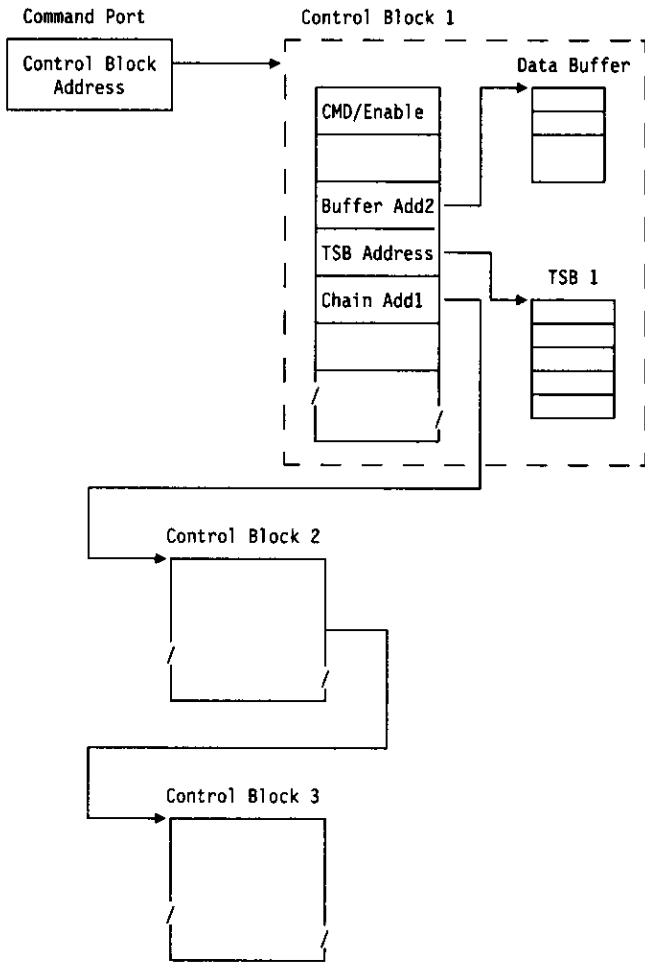 Command Port
Control Block 1
Control Block
Address
Data Buffer
CMD/Enable
Buffer Add2
TSB Address
TSB 1
Chain Add1
Control Block 2
Control Block 3